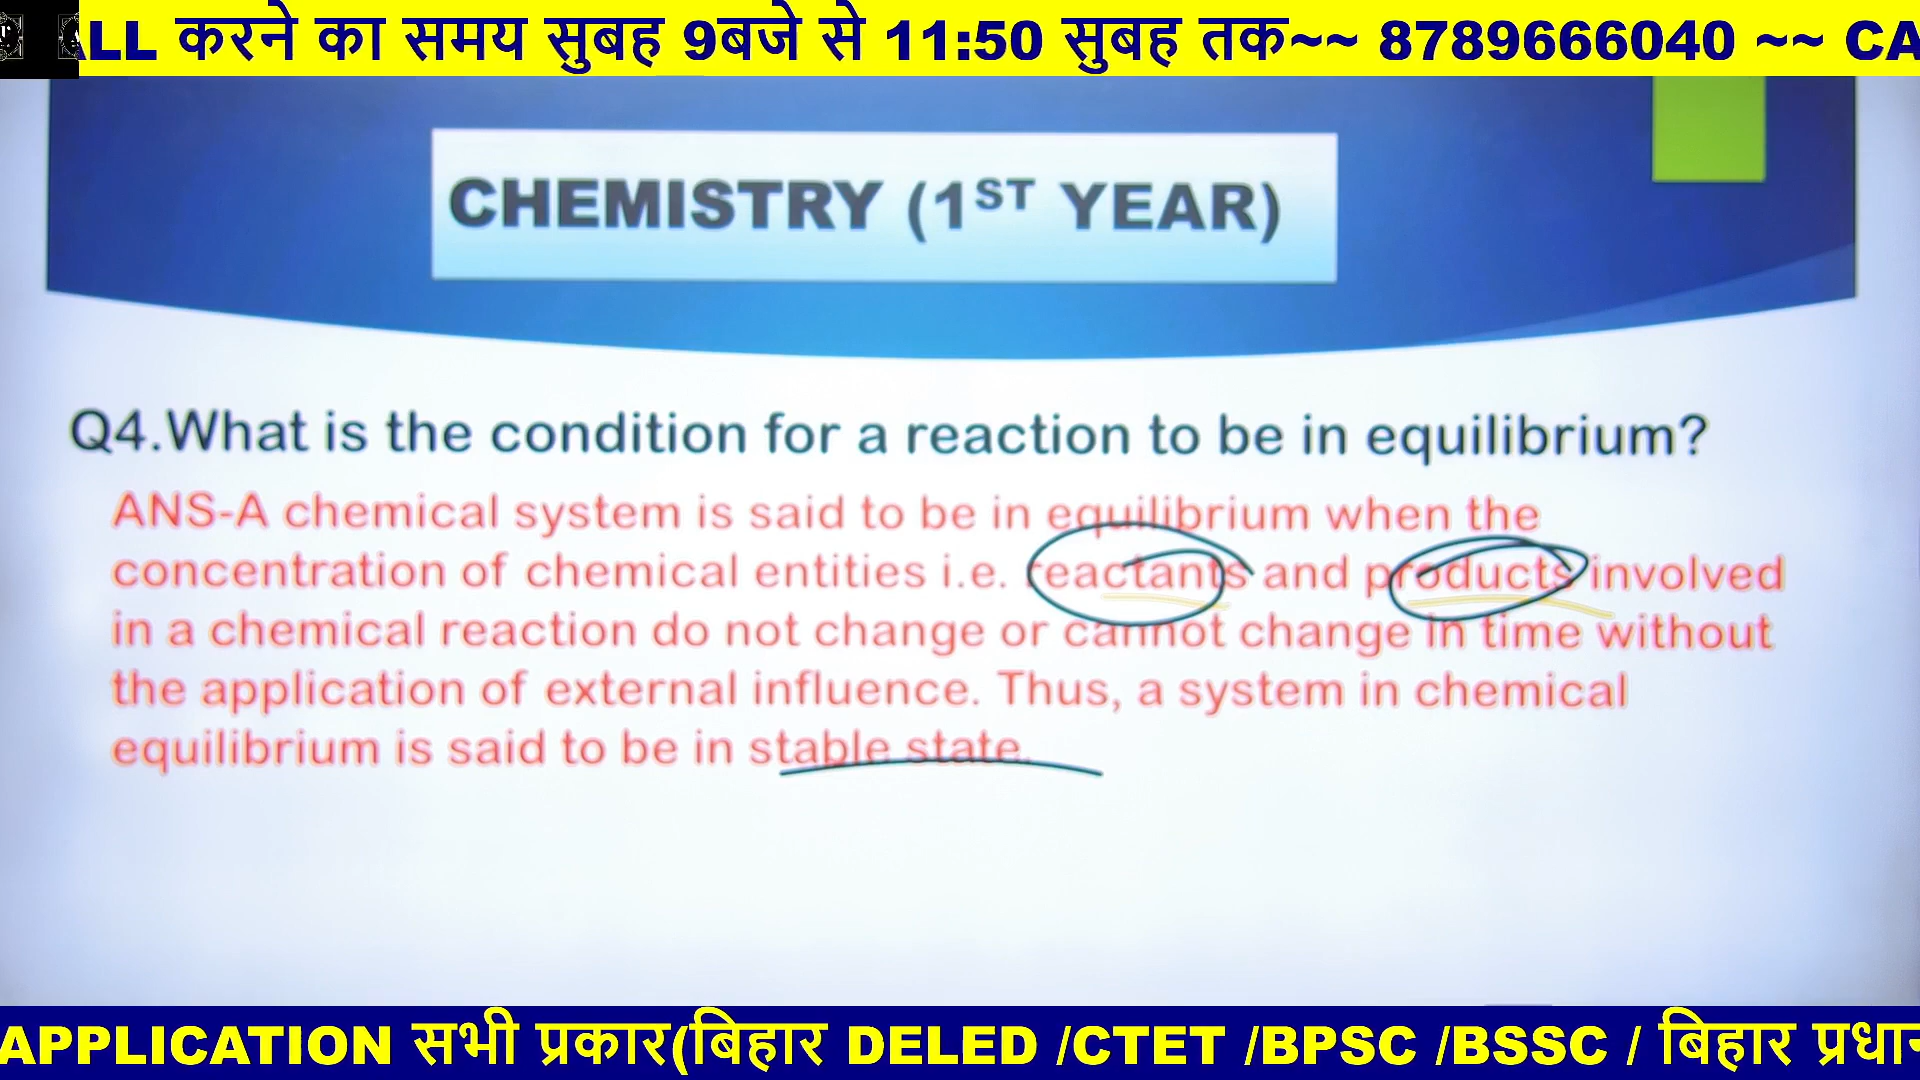 ALL करने का समय सुबह 9बजे से 11:50 सुबह तक~~ 8789666040 ~~ CA
CHEMISTRY (1ST YEAR)
Q4.What is the condition for a reaction to be in equilibrium?
ANS-A chemical system is said to be in equilibrium when the
concentration of chemical entities i.e. reactants and products involved
in a chemical reaction do not change or cannot change in time without
the application of external influence. Thus, a system in chemical
equilibrium is said to be in stable state.
APPLICATION सभी प्रकार(बिहार DELED /CTET /BPSC /BSSC / बिहार प्रधान